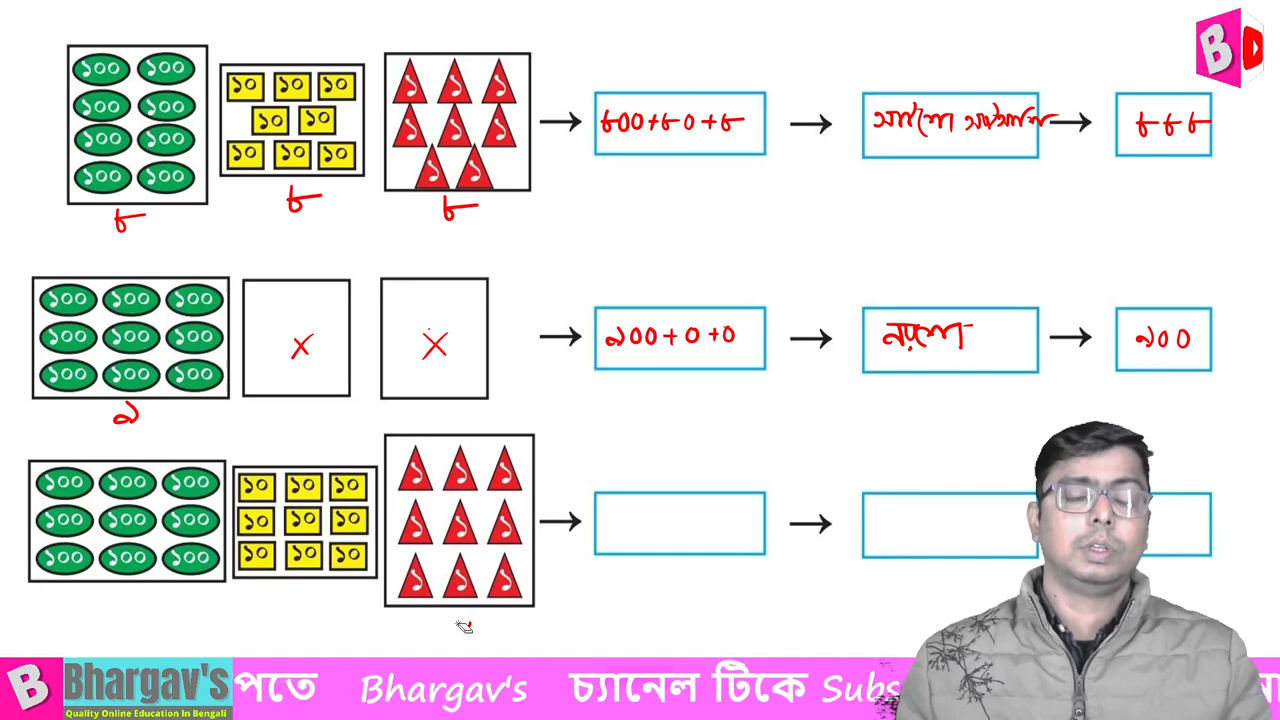 B D
১০০ ১০০ ১০ ১০ ১০ ১ ১ ১
১০০ ১০০ ১০ ১০ ১ ১ ১
১০০ ১০০ ১০ ১০ ১০ ১ ১
১০০ ১০০
৮০০+৮০+৮
৮৮৮
৮ ৮ ৮
১০০ ১০০ ১০০
১০০ ১০০ ১০০
১০০ ১০০ ১০০
× ×
৯০০+০+০
নয়শো
৯০০
৯
১০০ ১০০ ১০০ ১০ ১০ ১০ ১ ১ ১
১০০ ১০০ ১০০ ১০ ১০ ১০ ১ ১ ১
১০০ ১০০ ১০০ ১০ ১০ ১০ ১ ১ ১
B Bhargav's
Quality Online Education In Bengali
পতে Bhargav's চ্যানেল টিকে Subs